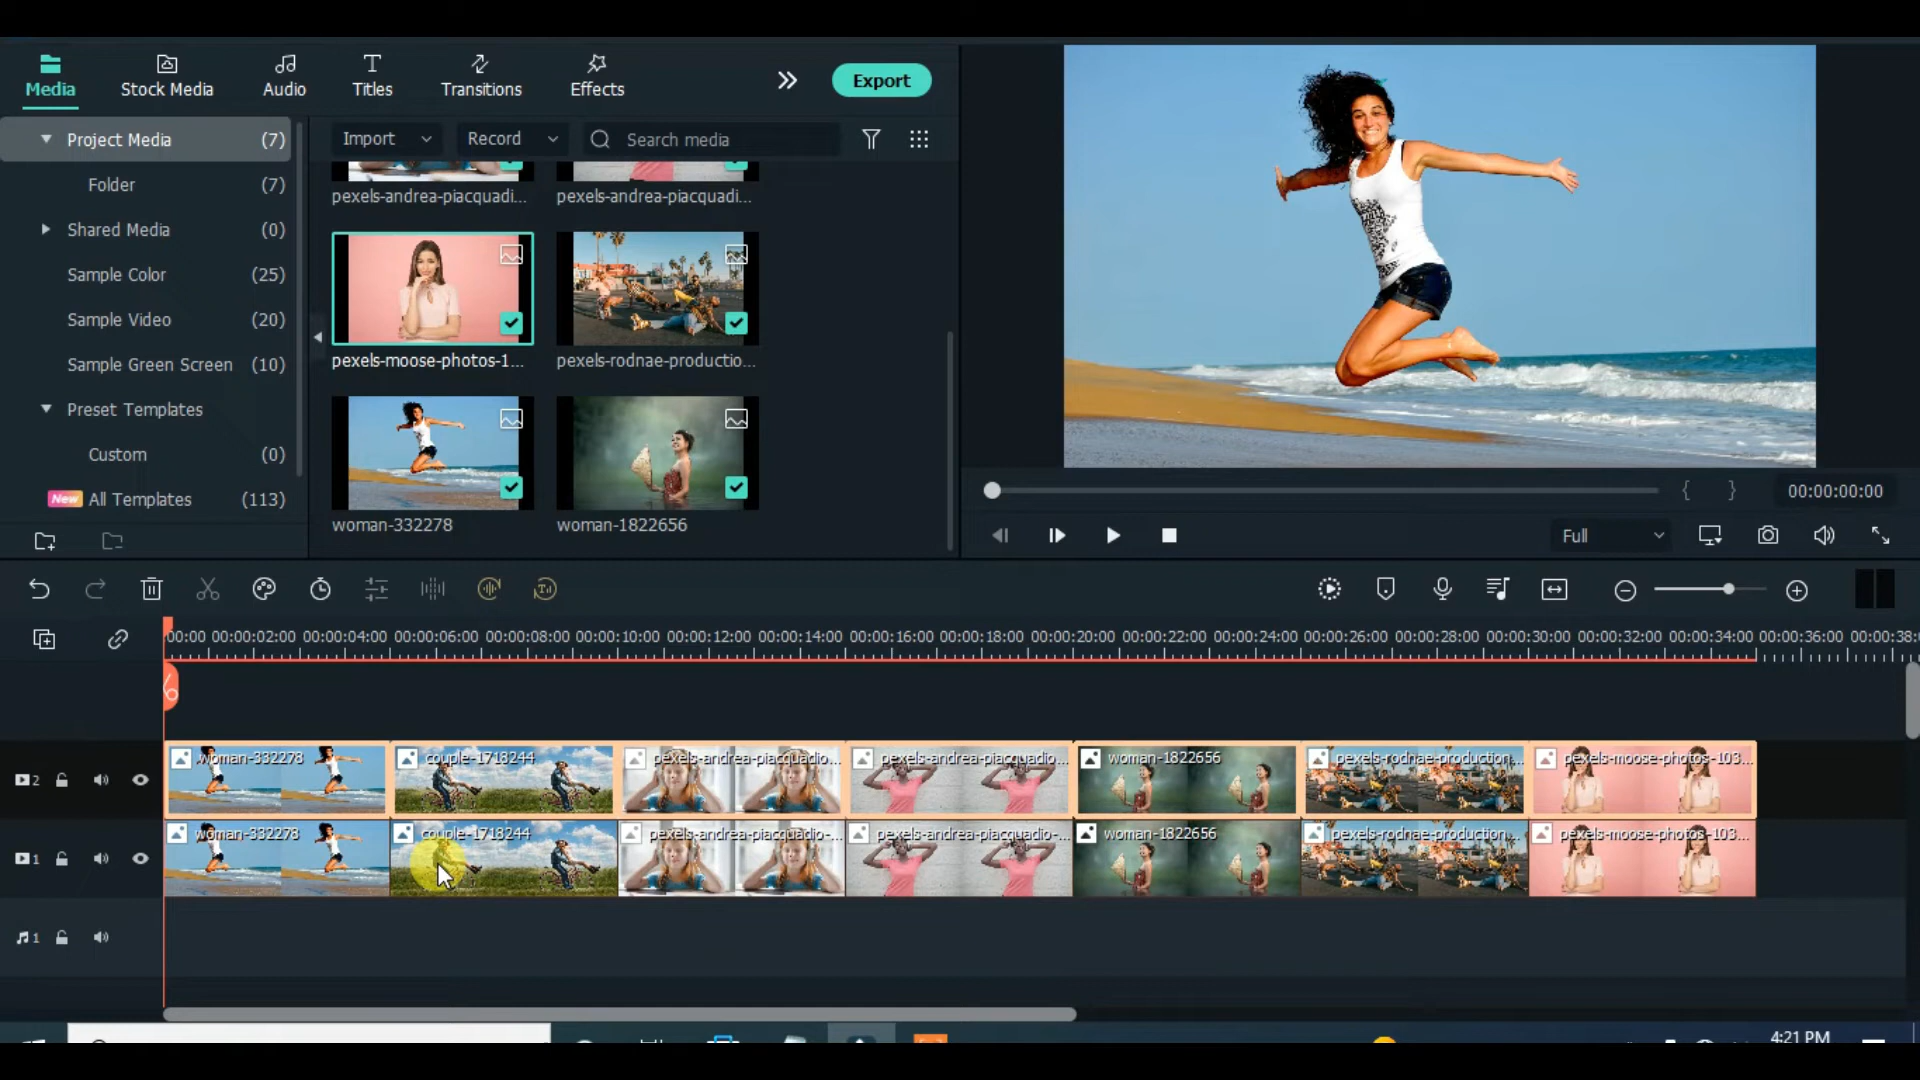 Media
Stock Media
Audio
Titles
Transitions
Effects
Export
Project Media (7)
Folder (7)
Shared Media (0)
Sample Color (25)
Sample Video (20)
Sample Green Screen (10)
Preset Templates
Custom (0)
New All Templates (113)
Import
Record
Search media
pexels-andrea-piacquadi...
pexels-andrea-piacquadi...
pexels-moose-photos-1...
pexels-rodnae-productio...
woman-332278
woman-1822656
00:00:00:00
Full
00:00 00:00:02:00 00:00:04:00 00:00:06:00 00:00:08:00 00:00:10:00 00:00:12:00 00:00:14:00 00:00:16:00 00:00:18:00 00:00:20:00 00:00:22:00 00:00:24:00 00:00:26:00 00:00:28:00 00:00:30:00 00:00:32:00 00:00:34:00 00:00:36:00 00:00:38:
2
woman-332278
couple-1718244
pexels-andrea-piacquadio...
pexels-andrea-piacquadio...
woman-1822656
pexels-rodnae-production...
pexels-moose-photos-103...
1
woman-332278
couple-1718244
pexels-andrea-piacquadio-...
pexels-andrea-piacquadio-...
woman-1822656
pexels-rodnae-production...
pexels-moose-photos-103...
1
4:21 PM